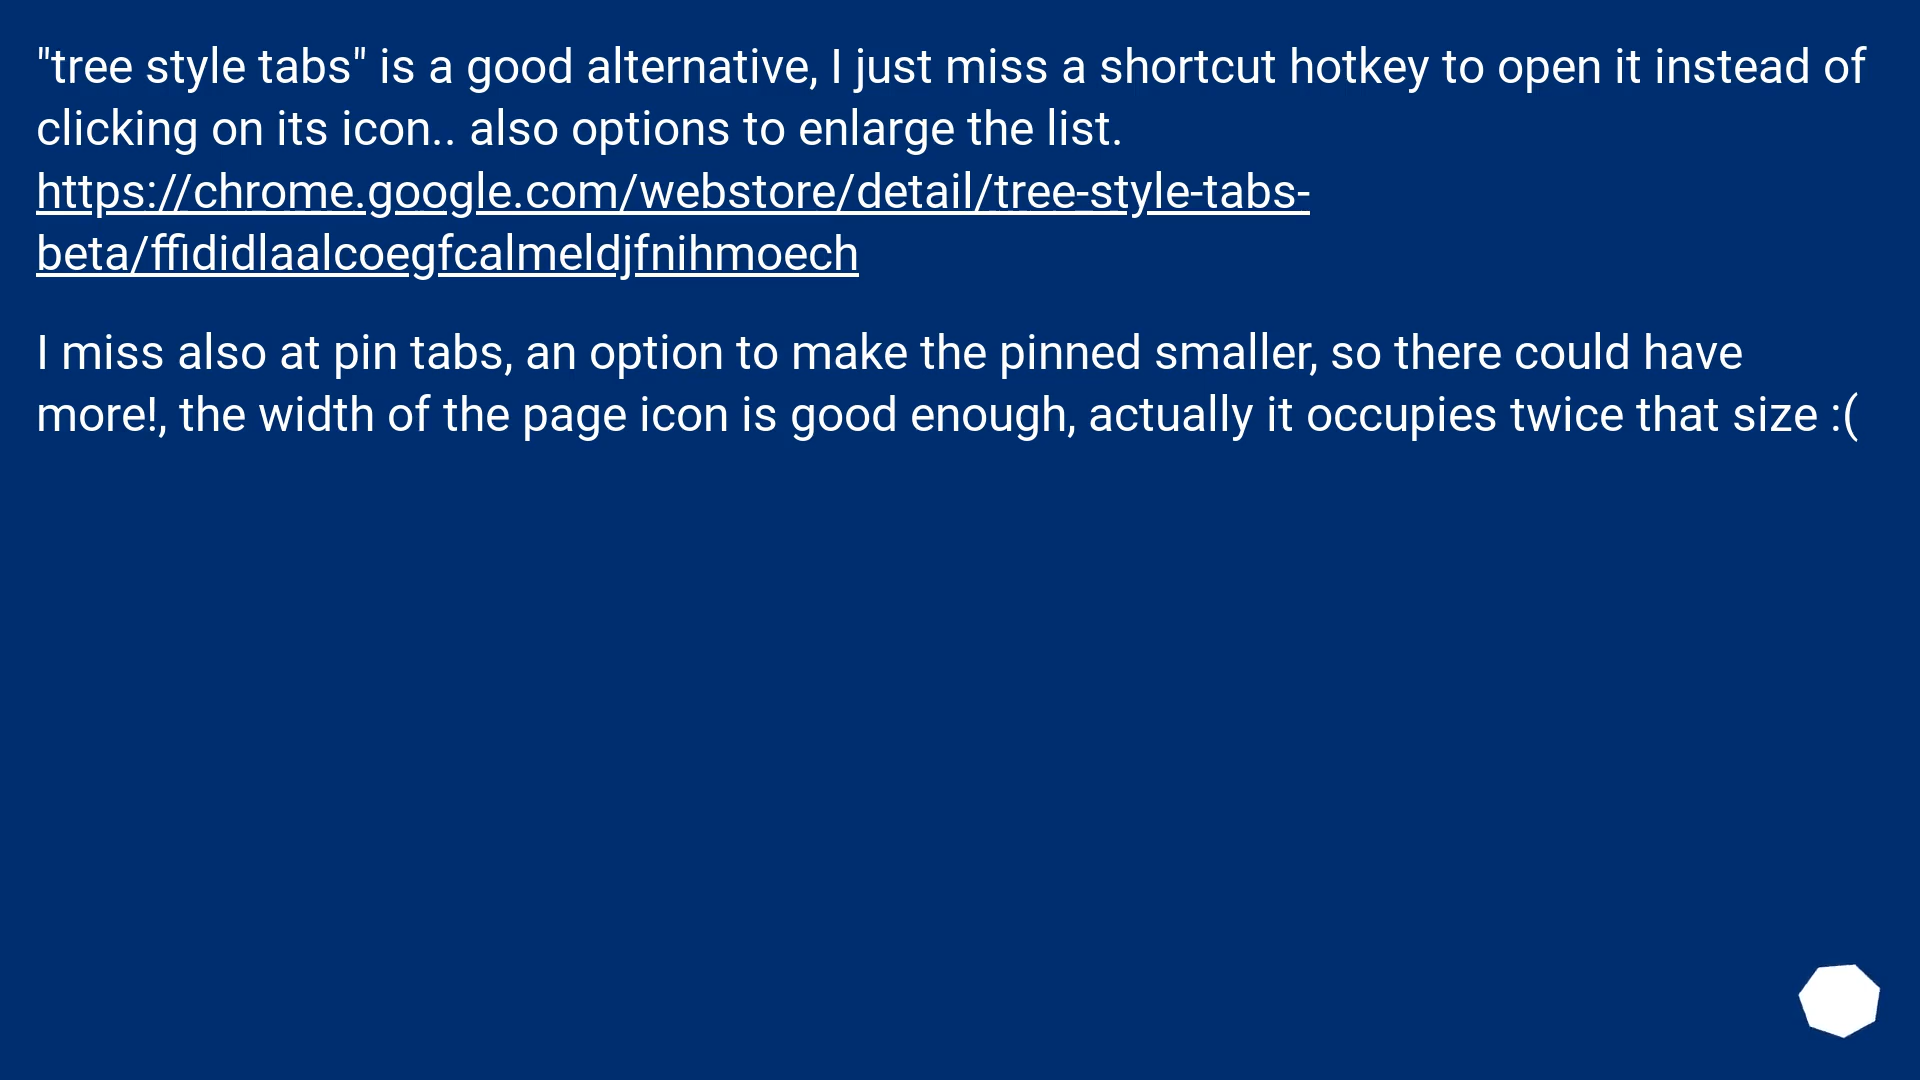 "tree style tabs" is a good alternative, I just miss a shortcut hotkey to open it instead of
clicking on its icon.. also options to enlarge the list.
https://chrome.google.com/webstore/detail/tree-style-tabs-
beta/ffididlaalcoegfcalmeldjfnihmoech
I miss also at pin tabs, an option to make the pinned smaller, so there could have
more!, the width of the page icon is good enough, actually it occupies twice that size :(